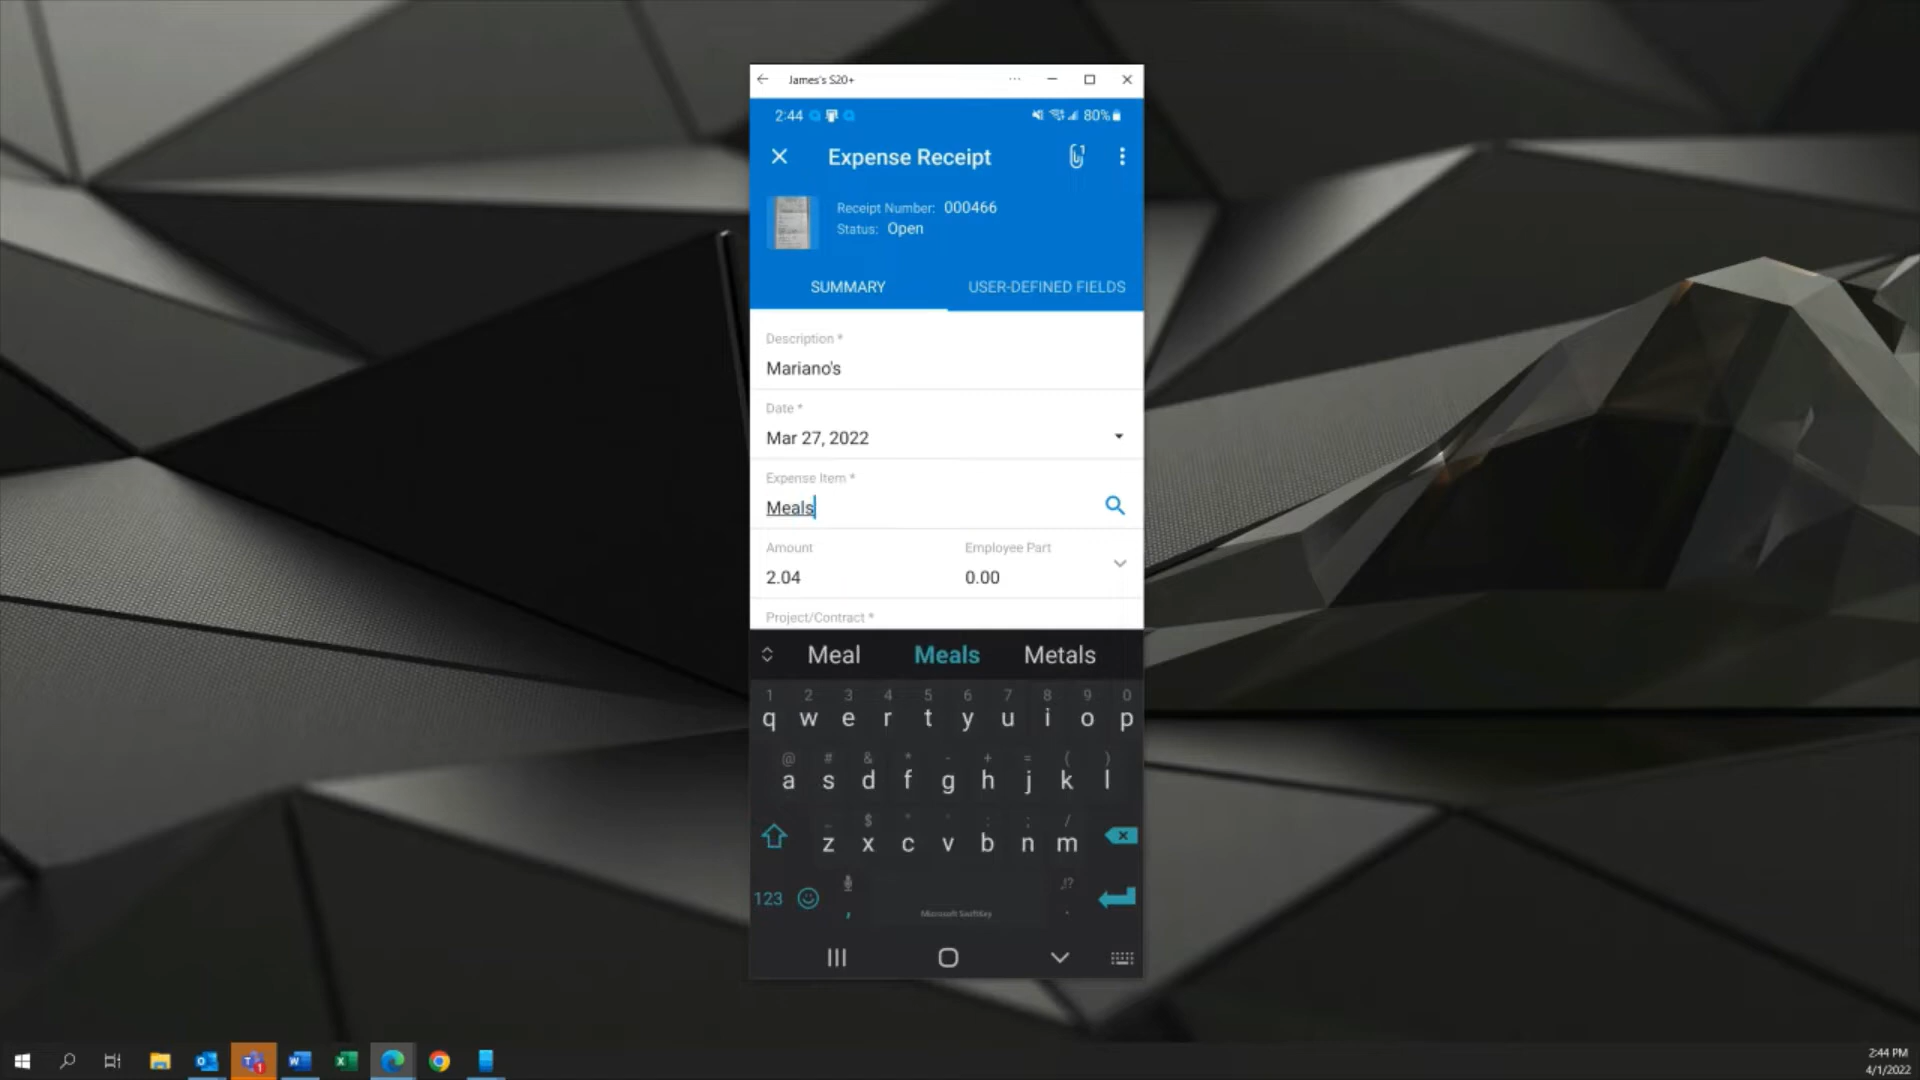 James's S20+
2:44
80%
Expense Receipt
Receipt Number: 000466
Status: Open
SUMMARY
USER-DEFINED FIELDS
Description *
Mariano's
Date *
Mar 27, 2022
Expense Item *
Meals
Amount
Employee Part
2.04
0.00
Project/Contract *
Meal
Meals
Metals
1 2 3 4 5 6 7 8 9 0
q w e r t y u i o p
@ # & * - + = ( )
a s d f g h j k l
_ $ " ' : ; /
z x c v b n m
,!?
123 , .
Microsoft SwiftKey
2:44 PM
4/1/2022